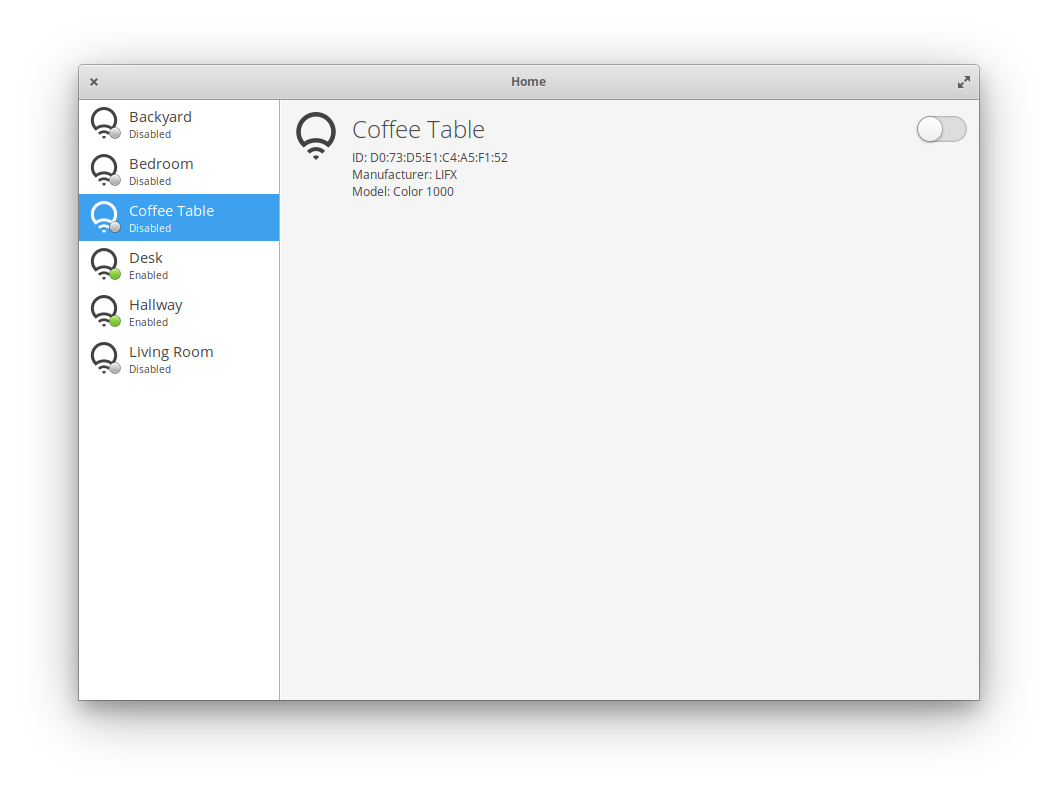 Home
Backyard
Disabled
Bedroom
Disabled
Coffee Table
Disabled
Desk
Enabled
Hallway
Enabled
Living Room
Disabled
Coffee Table
ID: D0:73:D5:E1:C4:A5:F1:52
Manufacturer: LIFX
Model: Color 1000